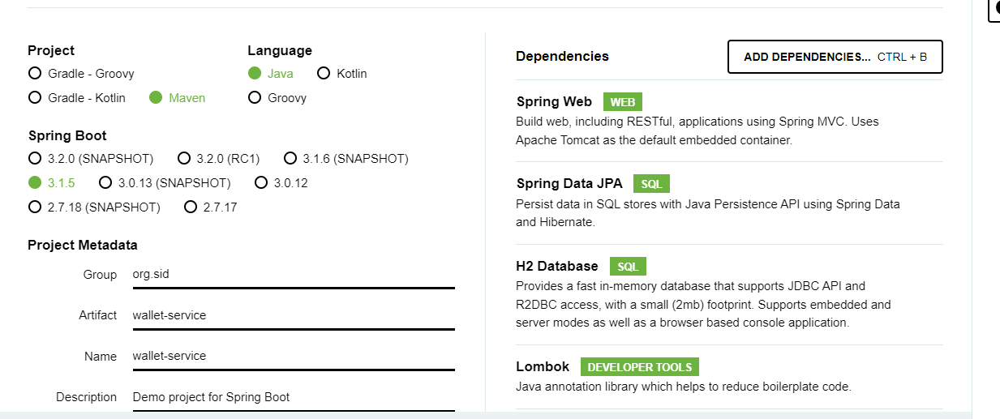 Project
Language
Gradle - Groovy
Java
Kotlin
Gradle - Kotlin
Maven
Groovy
Spring Boot
3.2.0 (SNAPSHOT)
3.2.0 (RC1)
3.1.6 (SNAPSHOT)
3.1.5
3.0.13 (SNAPSHOT)
3.0.12
2.7.18 (SNAPSHOT)
2.7.17
Project Metadata
Group org.sid
Artifact wallet-service
Name wallet-service
Description Demo project for Spring Boot
Dependencies
ADD DEPENDENCIES... CTRL + B
Spring Web WEB
Build web, including RESTful, applications using Spring MVC. Uses
Apache Tomcat as the default embedded container.
Spring Data JPA SQL
Persist data in SQL stores with Java Persistence API using Spring Data
and Hibernate.
H2 Database SQL
Provides a fast in-memory database that supports JDBC API and
R2DBC access, with a small (2mb) footprint. Supports embedded and
server modes as well as a browser based console application.
Lombok DEVELOPER TOOLS
Java annotation library which helps to reduce boilerplate code.